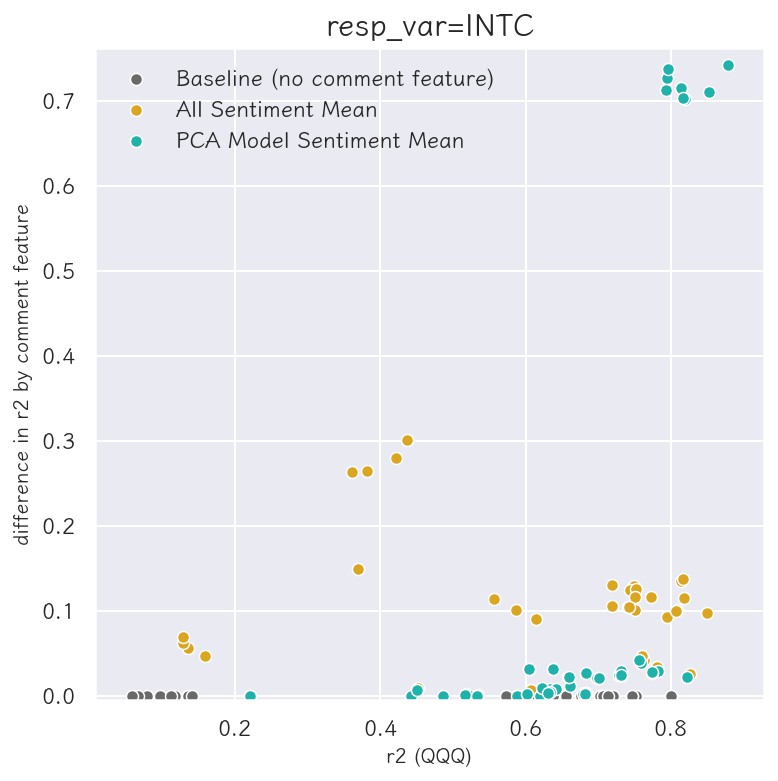 resp_var=INTC
Baseline (no comment feature)
All Sentiment Mean
PCA Model Sentiment Mean
difference in r2 by comment feature
0.7
0.6
0.5
0.4
0.3
0.2
0.1
0.0
0.2 0.4 0.6 0.8
r2 (QQQ)